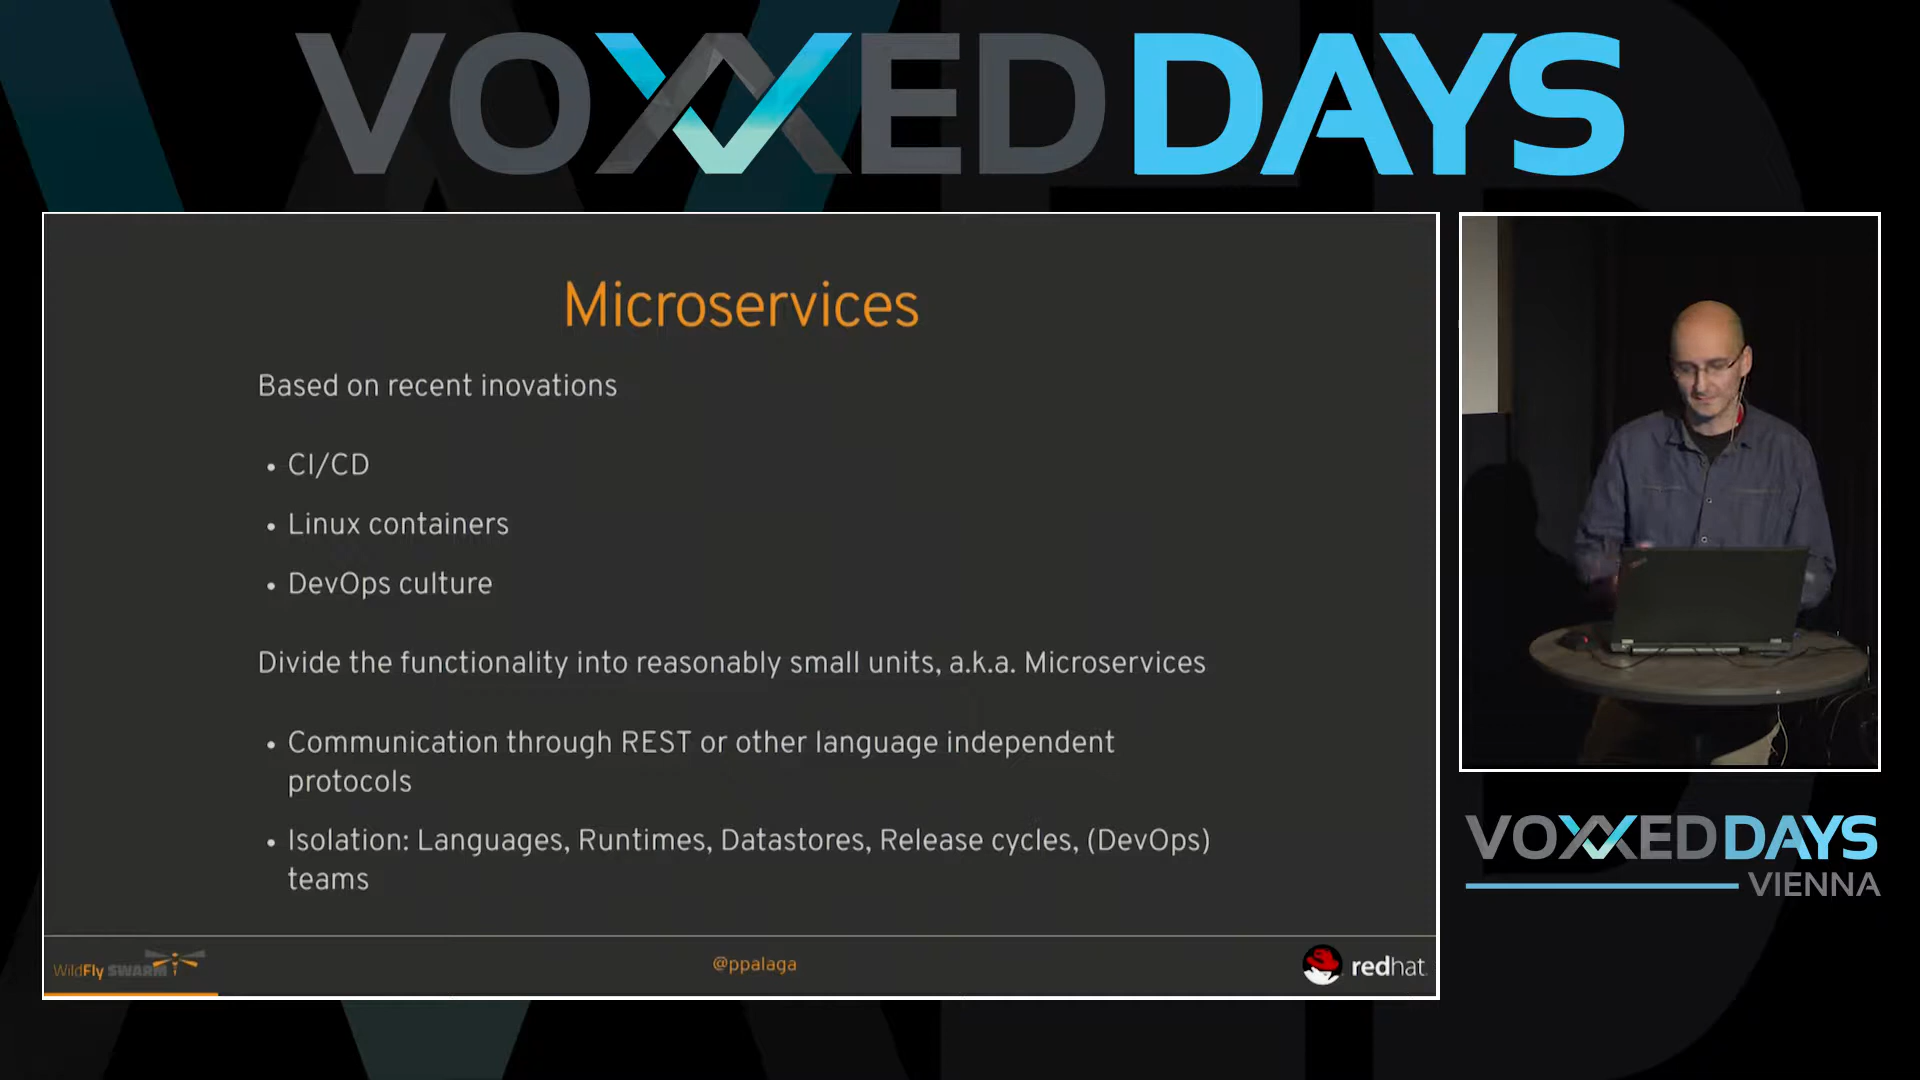 VOXXED DAYS
Microservices
Based on recent inovations
• CI/CD
• Linux containers
• DevOps culture
Divide the functionality into reasonably small units, a.k.a. Microservices
• Communication through REST or other language independent
protocols
• Isolation: Languages, Runtimes, Datastores, Release cycles, (DevOps)
teams
WildFly SWARM
@ppalaga
redhat
VOXXED DAYS
VIENNA